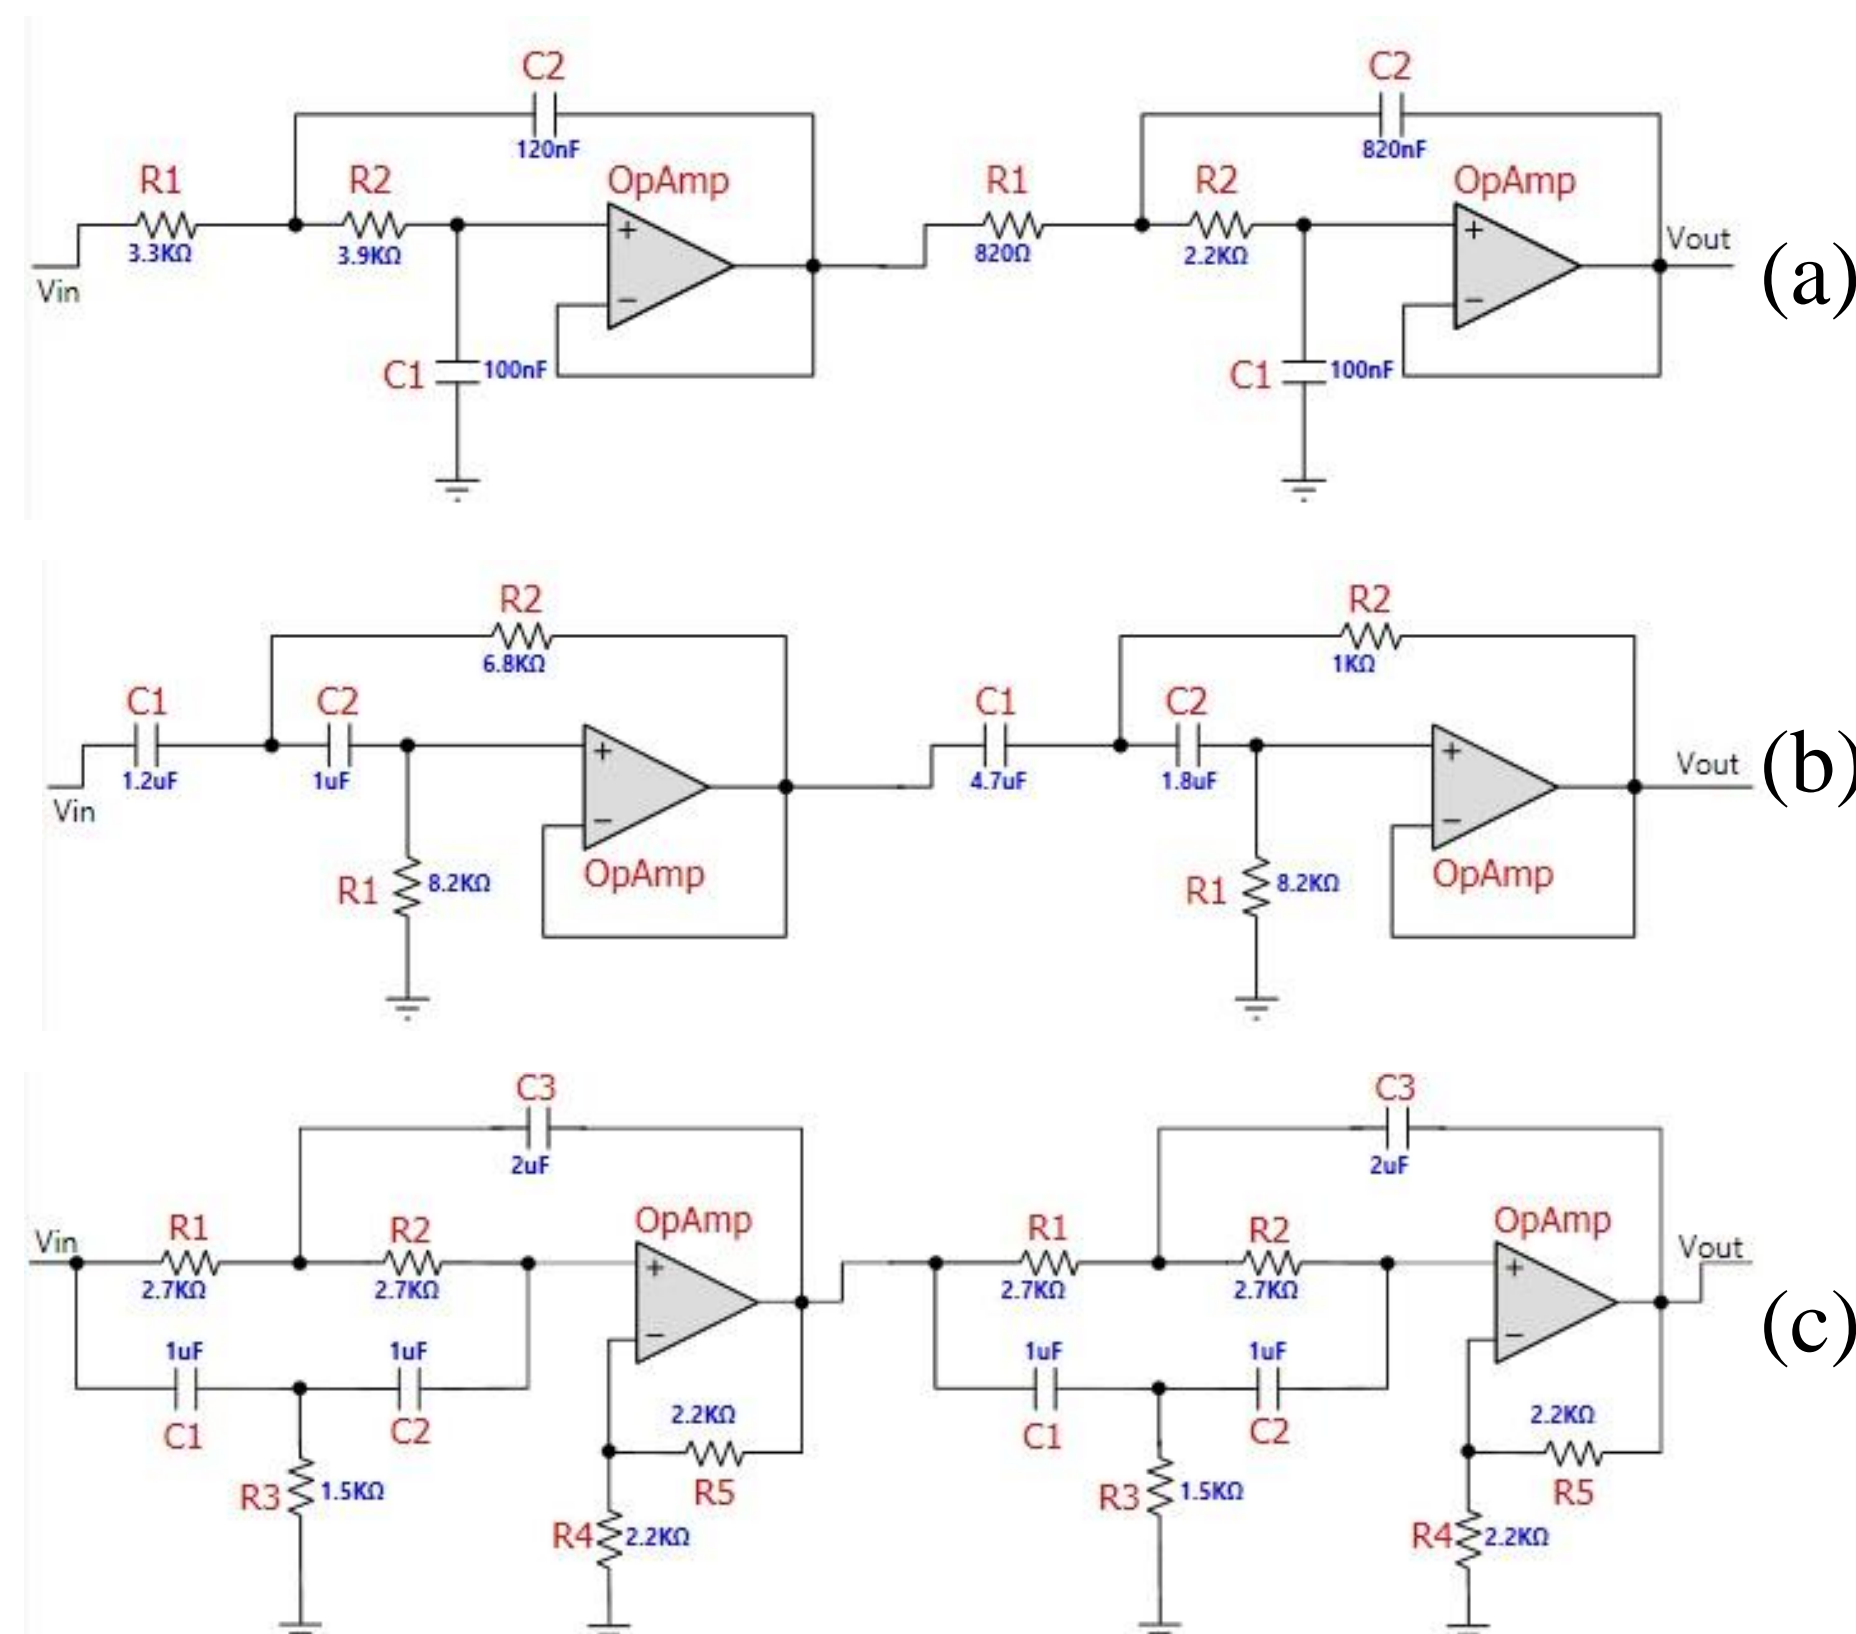 C2
120nF
R1
R2
OpAmp
3.3KΩ
3.9KΩ
+
Vin
−
C1
100nF
C2
820nF
R1
R2
OpAmp
820Ω
2.2KΩ
+
Vout
−
C1
100nF
(a)
R2
6.8KΩ
C1
C2
1.2uF
1uF
+
Vin
−
OpAmp
R1
8.2KΩ
R2
1KΩ
C1
C2
4.7uF
1.8uF
+
Vout
−
OpAmp
R1
8.2KΩ
(b)
C3
2uF
OpAmp
Vin
R1
R2
2.7KΩ
2.7KΩ
+
−
1uF
1uF
C1
C2
2.2KΩ
R5
R3
1.5KΩ
R4
2.2KΩ
C3
2uF
OpAmp
R1
R2
Vout
2.7KΩ
2.7KΩ
+
−
1uF
1uF
C1
C2
2.2KΩ
R5
R3
1.5KΩ
R4
2.2KΩ
(c)